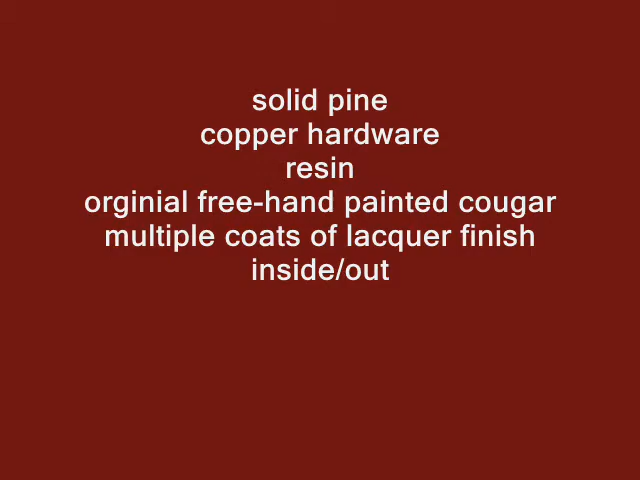 solid pine
copper hardware
resin
orginial free-hand painted cougar
multiple coats of lacquer finish
inside/out